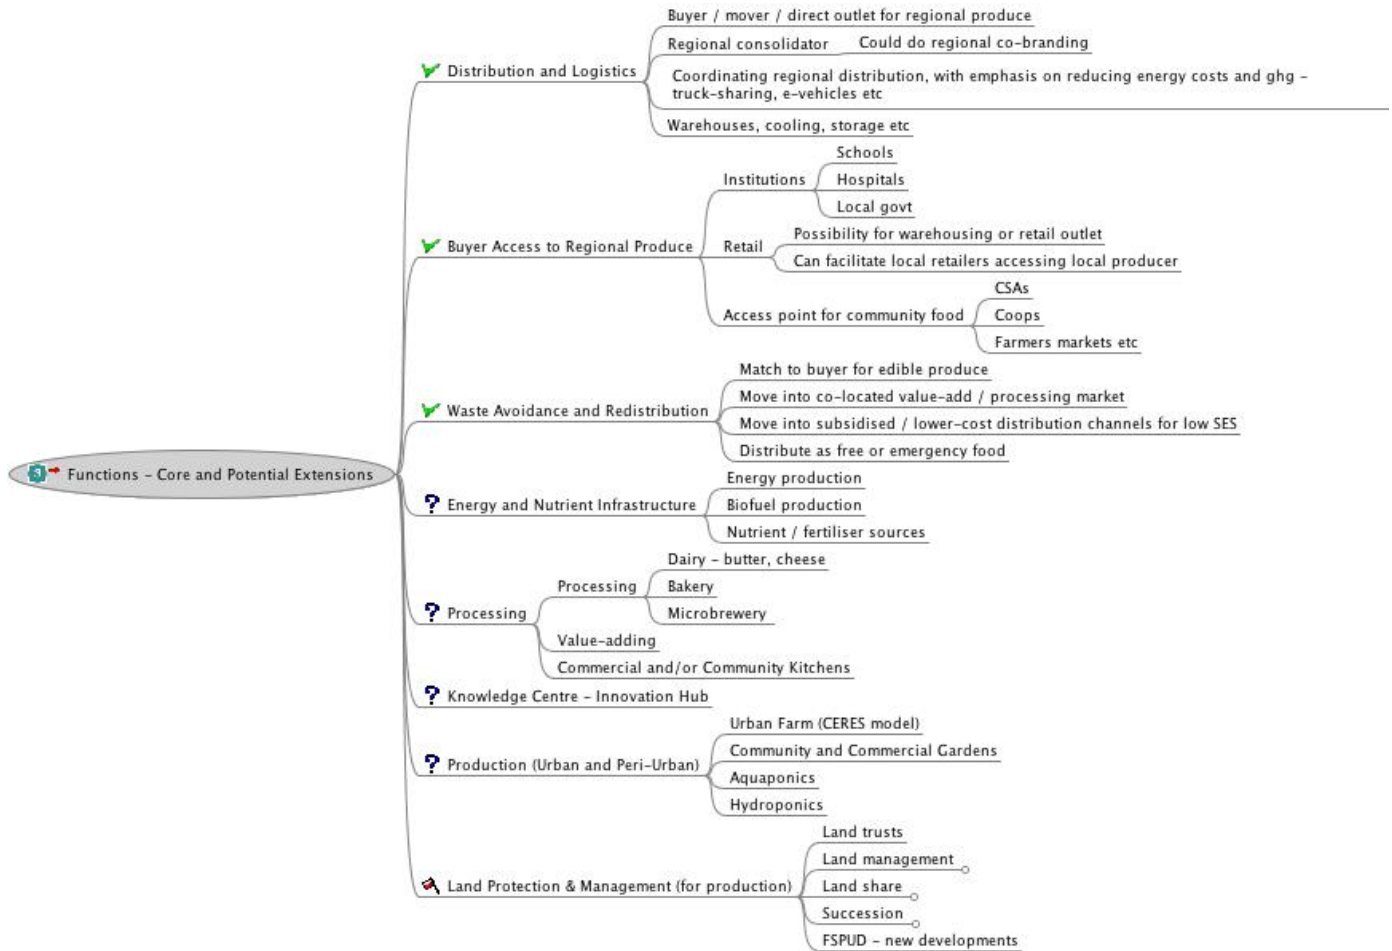 Functions – Core and Potential Extensions
Distribution and Logistics
Buyer / mover / direct outlet for regional produce
Regional consolidator
Could do regional co-branding
Coordinating regional distribution, with emphasis on reducing energy costs and ghg –
truck-sharing, e-vehicles etc
Warehouses, cooling, storage etc
Buyer Access to Regional Produce
Institutions
Schools
Hospitals
Local govt
Retail
Possibility for warehousing or retail outlet
Can facilitate local retailers accessing local producer
Access point for community food
CSAs
Coops
Farmers markets etc
Waste Avoidance and Redistribution
Match to buyer for edible produce
Move into co-located value-add / processing market
Move into subsidised / lower-cost distribution channels for low SES
Distribute as free or emergency food
Energy and Nutrient Infrastructure
Energy production
Biofuel production
Nutrient / fertiliser sources
Processing
Processing
Dairy – butter, cheese
Bakery
Microbrewery
Value-adding
Commercial and/or Community Kitchens
Knowledge Centre – Innovation Hub
Production (Urban and Peri-Urban)
Urban Farm (CERES model)
Community and Commercial Gardens
Aquaponics
Hydroponics
Land Protection & Management (for production)
Land trusts
Land management
Land share
Succession
FSPUD – new developments